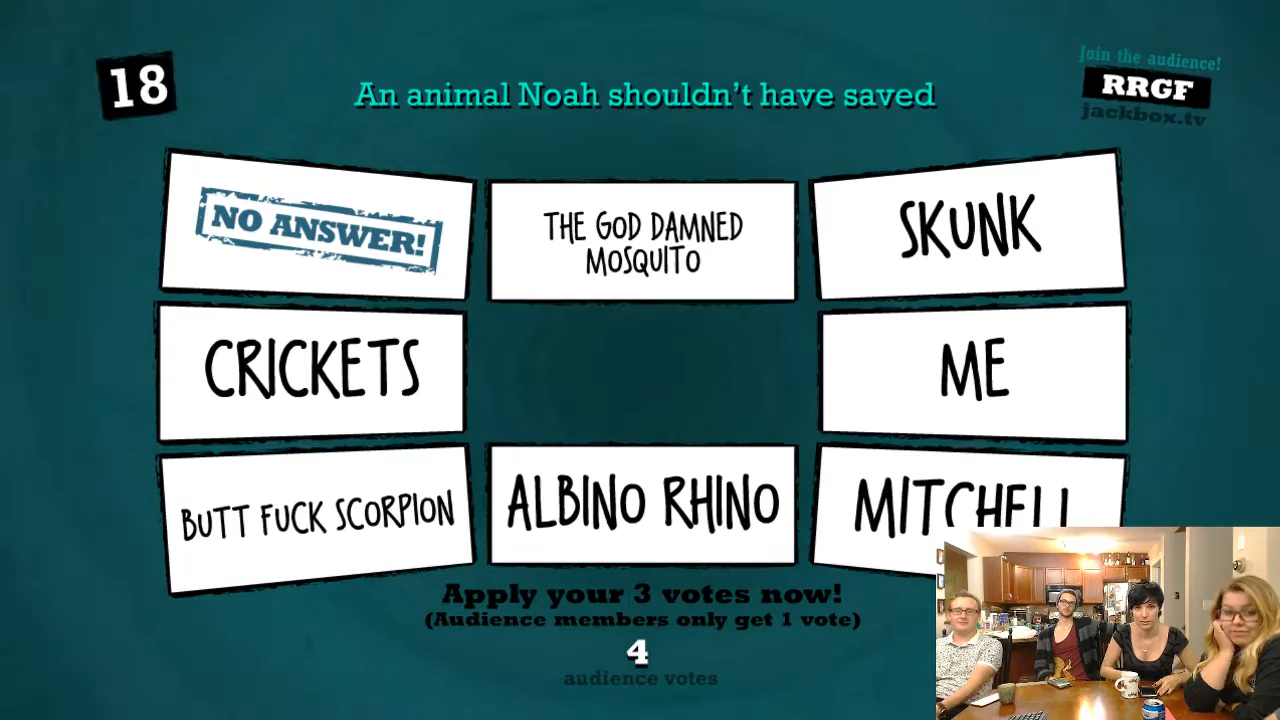 18
An animal Noah shouldn't have saved
Join the audience!
RRGF
jackbox.tv
NO ANSWER!
THE GOD DAMNED
MOSQUITO
SKUNK
CRICKETS
ME
BUTT FUCK SCORPION
ALBINO RHINO
MITCHELL
Apply your 3 votes now!
(Audience members only get 1 vote)
4
audience votes